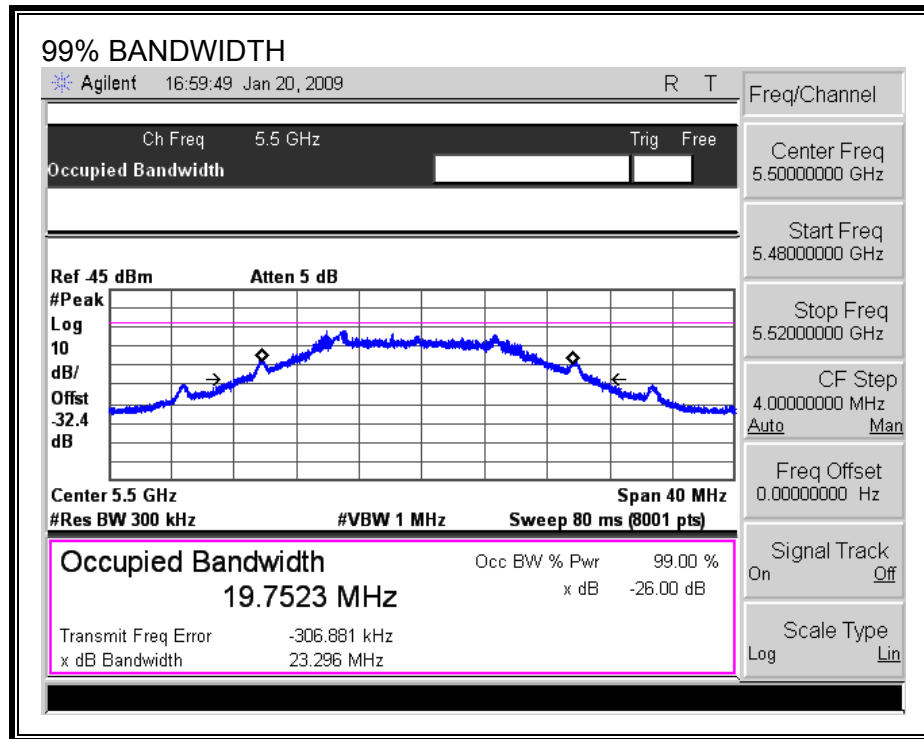 99% BANDWIDTH
Agilent 16:59:49 Jan 20, 2009 R T
Freq/Channel
Ch Freq 5.5 GHz Trig Free
Occupied Bandwidth
Center Freq
5.50000000 GHz
Start Freq
5.48000000 GHz
Stop Freq
5.52000000 GHz
CF Step
4.00000000 MHz
Auto Man
Freq Offset
0.00000000 Hz
Signal Track
On Off
Scale Type
Log Lin
Ref -45 dBm Atten 5 dB
#Peak
Log
10
dB/
Offst
-32.4
dB
Center 5.5 GHz Span 40 MHz
#Res BW 300 kHz #VBW 1 MHz Sweep 80 ms (8001 pts)
Occupied Bandwidth
19.7523 MHz
Occ BW % Pwr 99.00 %
x dB -26.00 dB
Transmit Freq Error -306.881 kHz
x dB Bandwidth 23.296 MHz